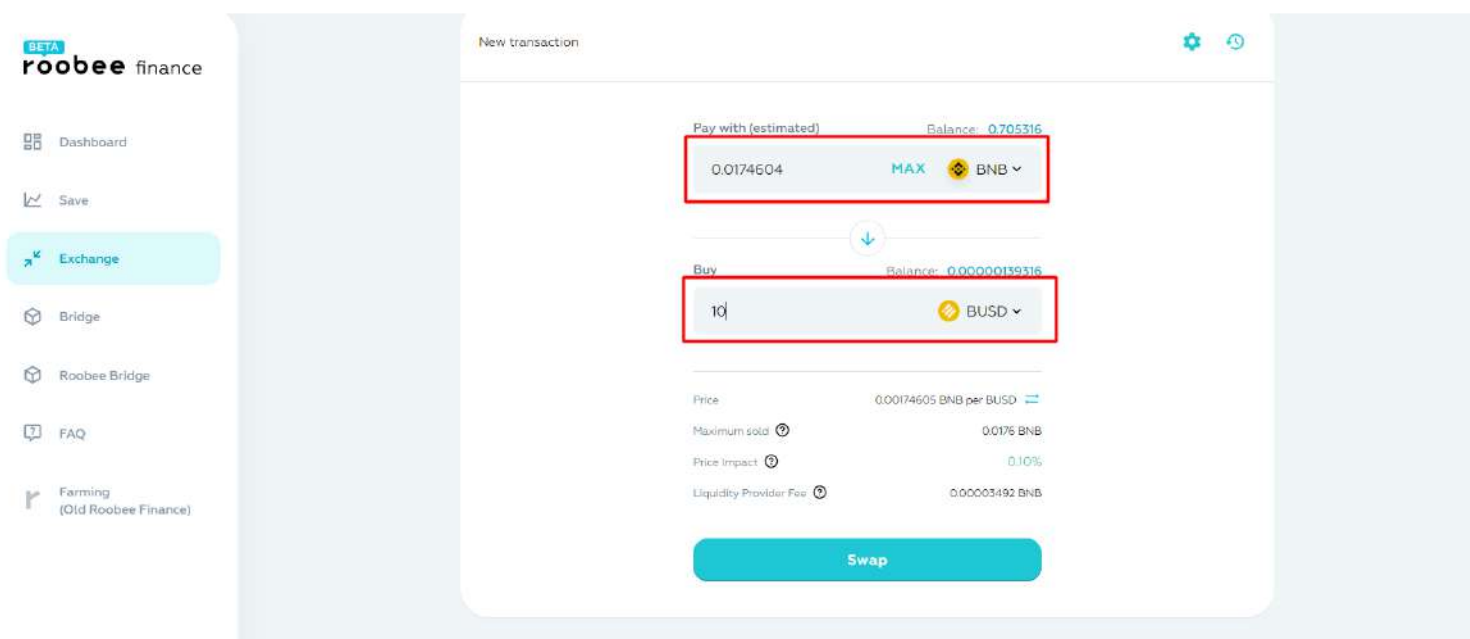 BETA
roobee finance
Dashboard
Save
Exchange
Bridge
Roobee Bridge
FAQ
Farming
(Old Roobee Finance)
New transaction
Pay with (estimated) Balance: 0.705316
0.0174604 MAX BNB
Buy Balance: 0.00000139316
10 BUSD
Price 0.00174605 BNB per BUSD
Maximum sold ? 0.0176 BNB
Price Impact ? 0.10%
Liquidity Provider Fee ? 0.00003492 BNB
Swap